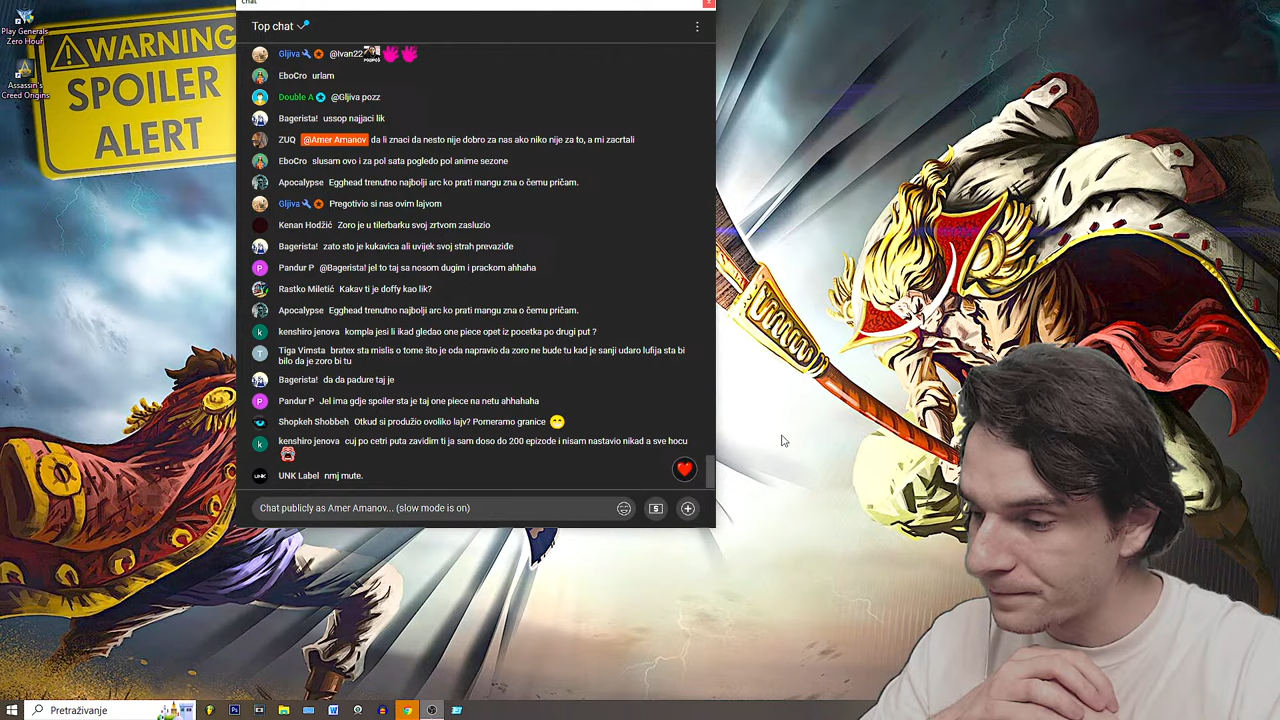 Play Generals
Zero Hour
Assassin's
Creed Origins
WARNING
SPOILER
ALERT
Chat
Top chat
Gljiva @Ivan22
EboCro urlam
Double A @Gljiva pozz
Bagerista! ussop najjaci lik
ZUQ @Amer Amanov da li znaci da nesto nije dobro za nas ako niko nije za to, a mi zacrtali
EboCro slusam ovo i za pol sata pogledo pol anime sezone
Apocalypse Egghead trenutno najbolji arc ko prati mangu zna o čemu pričam.
Gljiva Pregotivio si nas ovim lajvom
Kenan Hodžić Zoro je u tilerbarku svoj zrtvom zasluzio
Bagerista! zato sto je kukavica ali uvijek svoj strah prevaziđe
P Pandur P @Bagerista! jel to taj sa nosom dugim i prackom ahhaha
Rastko Miletić Kakav ti je doffy kao lik?
Apocalypse Egghead trenutno najbolji arc ko prati mangu zna o čemu pričam.
k kenshiro jenova kompla jesi li ikad gledao one piece opet iz pocetka po drugi put ?
T Tiga Vimsta bratex sta mislis o tome što je oda napravio da zoro ne bude tu kad je sanji udaro lufija sta bi
bilo da je zoro bi tu
Bagerista! da da padure taj je
P Pandur P Jel ima gdje spoiler sta je taj one piece na netu ahhahaha
Shopkeh Shobbeh Otkud si produžio ovoliko lajv? Pomeramo granice 😁
k kenshiro jenova cuj po cetri puta zavidim ti ja sam doso do 200 epizode i nisam nastavio nikad a sve hocu
UNK UNK Label nmj mute.
Chat publicly as Amer Amanov... (slow mode is on)
Pretraživanje